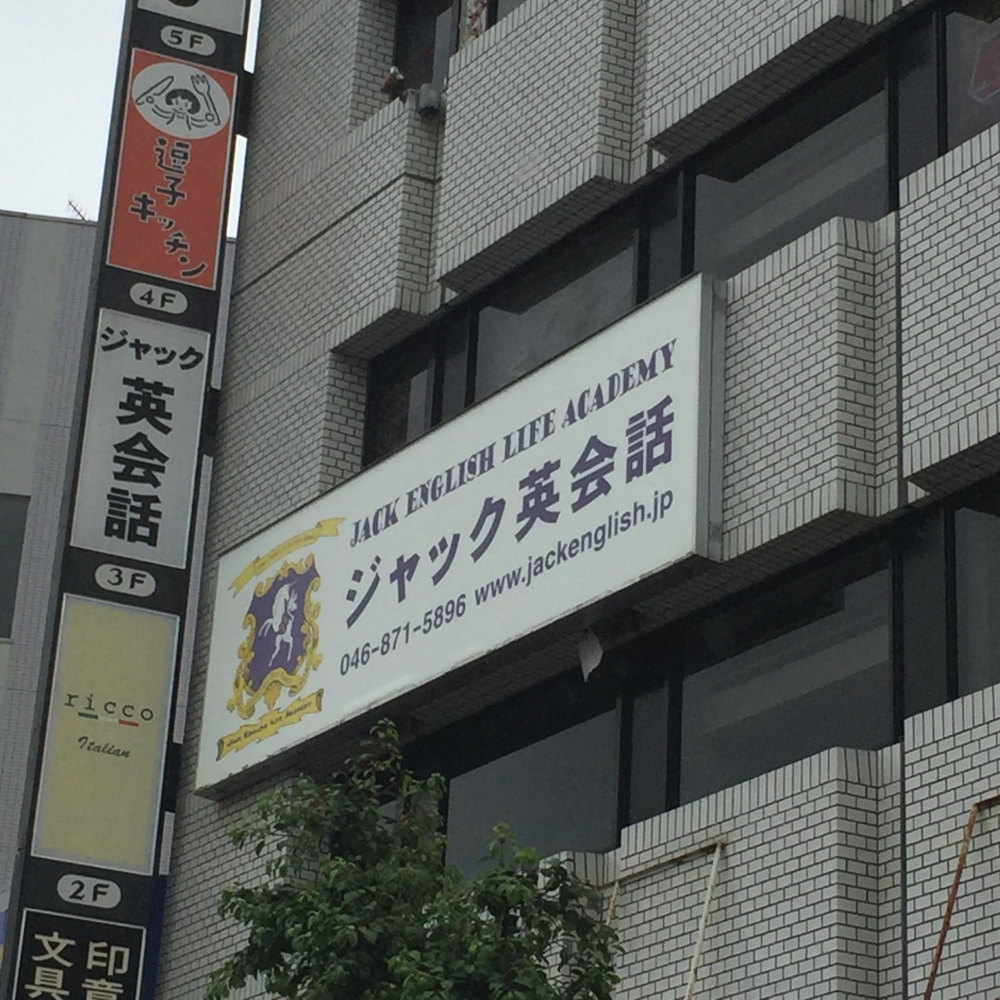 5F
逗子
キッチン
4F
ジャック
英会話
3F
ricco
Italian
2F
印章
文具
JACK ENGLISH LIFE ACADEMY
ジャック英会話
046-871-5896 www.jackenglish.jp